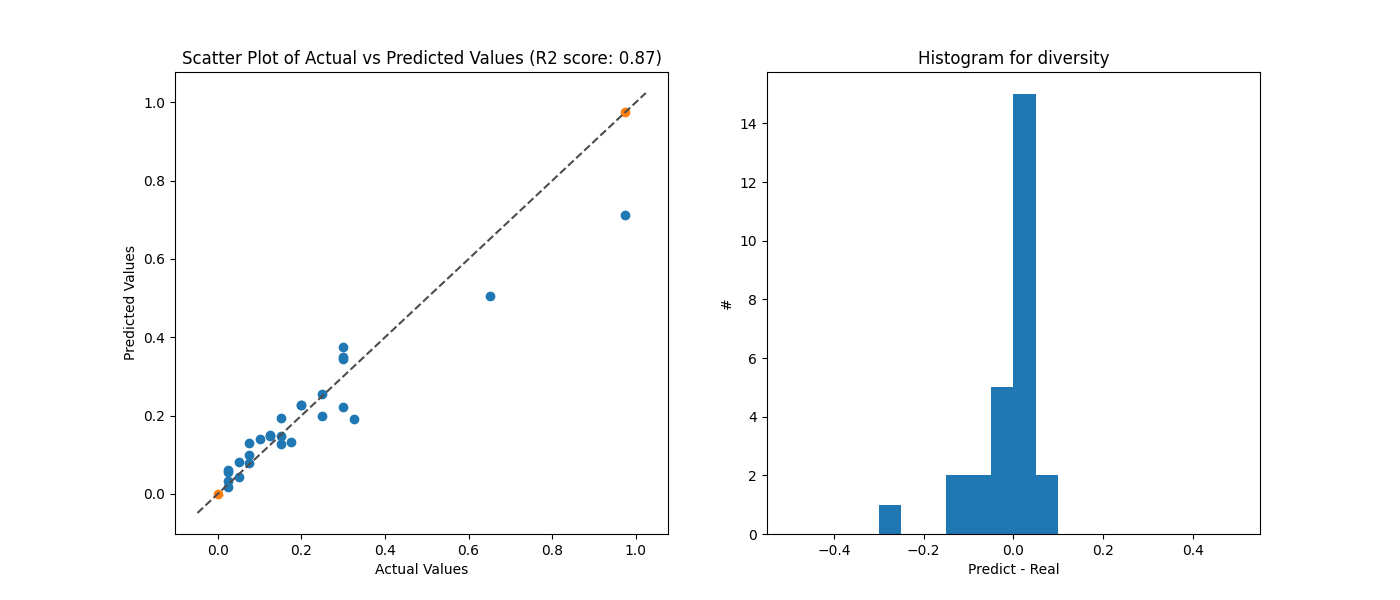 Scatter Plot of Actual vs Predicted Values (R2 score: 0.87)
1.0
0.8
0.6
0.4
0.2
0.0
Predicted Values
0.0 0.2 0.4 0.6 0.8 1.0
Actual Values
Histogram for diversity
14
12
10
8
6
4
2
0
#
−0.4 −0.2 0.0 0.2 0.4
Predict - Real